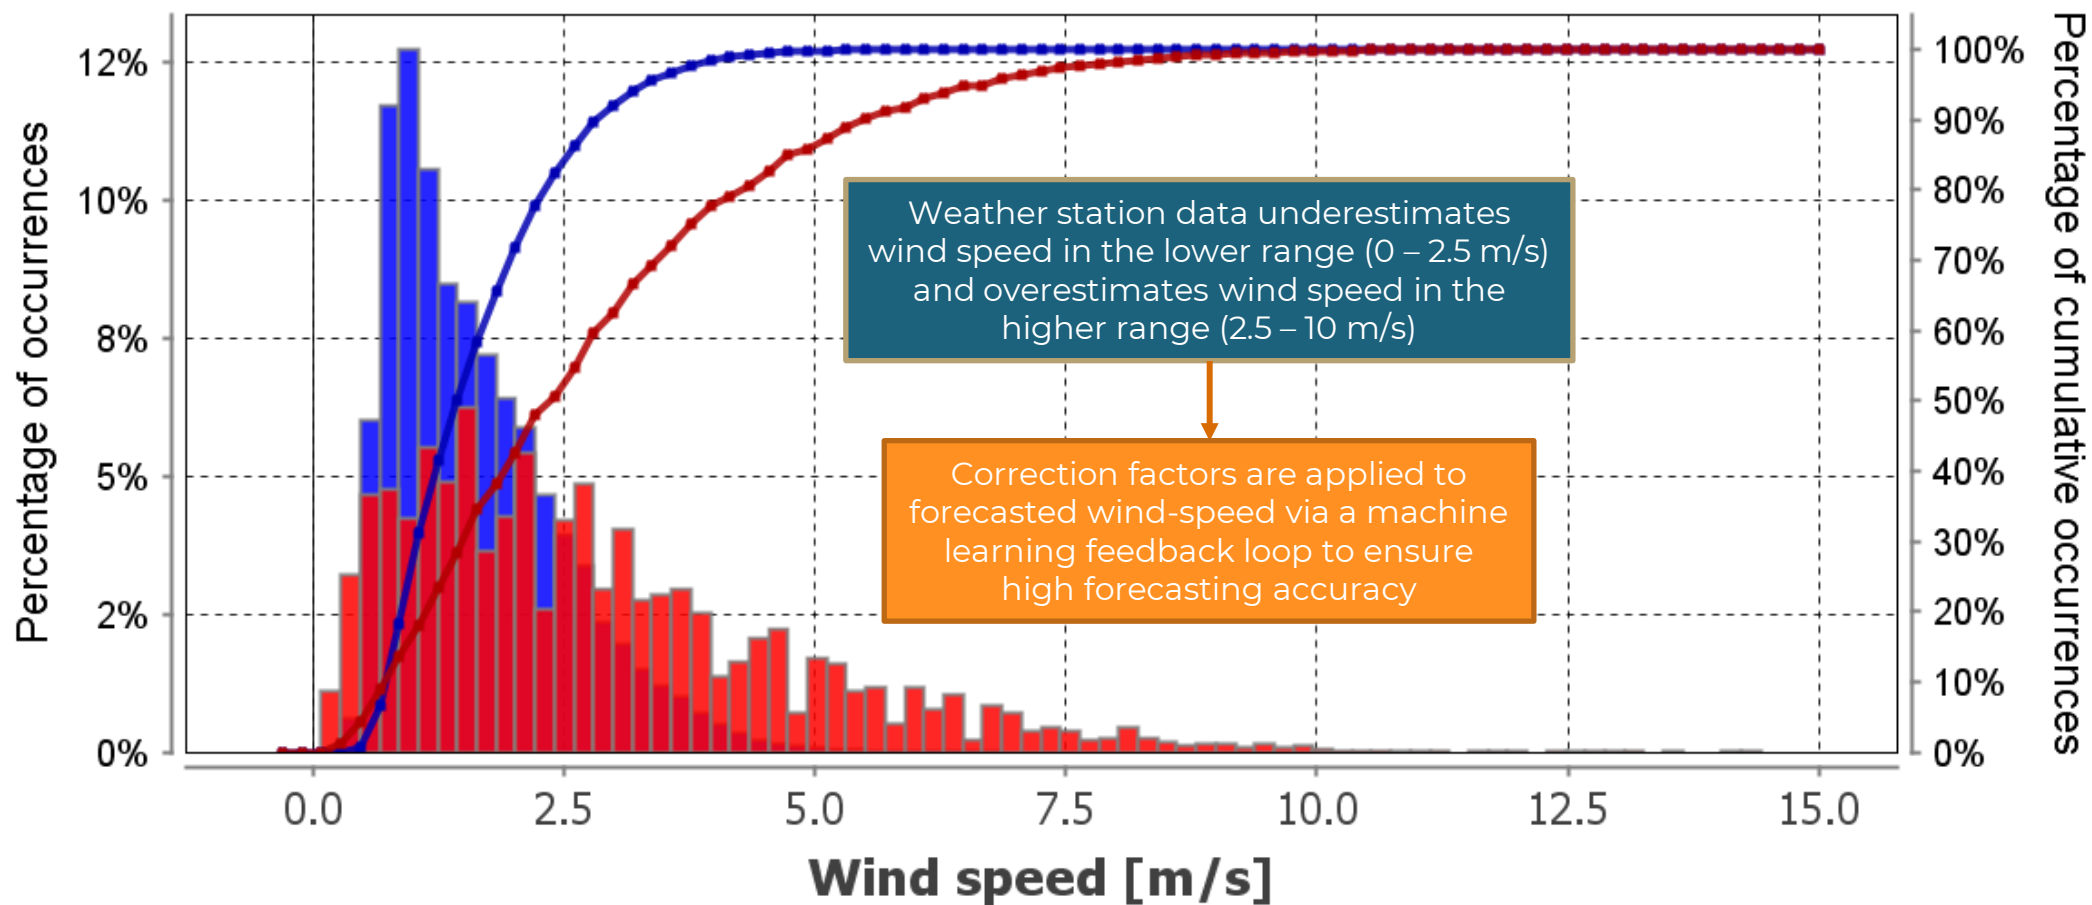 Percentage of occurrences
12%
10%
8%
5%
2%
0%
100%
90%
80%
70%
60%
50%
40%
30%
20%
10%
0%
Percentage of cumulative occurrences
Weather station data underestimates
wind speed in the lower range (0 – 2.5 m/s)
and overestimates wind speed in the
higher range (2.5 – 10 m/s)
Correction factors are applied to
forecasted wind-speed via a machine
learning feedback loop to ensure
high forecasting accuracy
0.0 2.5 5.0 7.5 10.0 12.5 15.0
Wind speed [m/s]